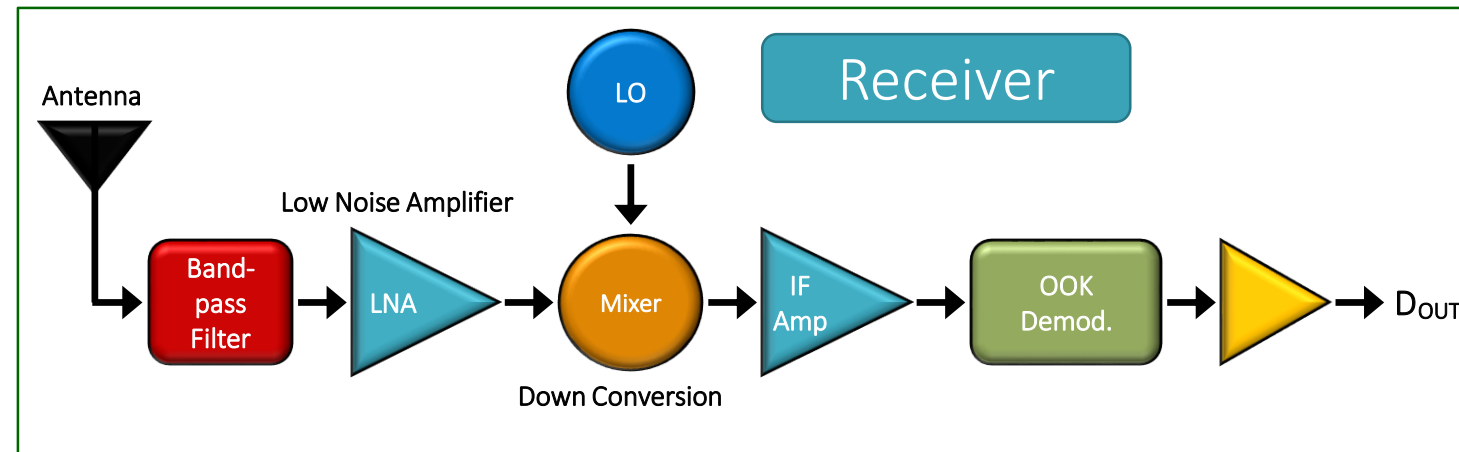 Receiver
Antenna
LO
Low Noise Amplifier
Band-
pass
Filter
LNA
Mixer
IF
Amp
OOK
Demod.
DOUT
Down Conversion